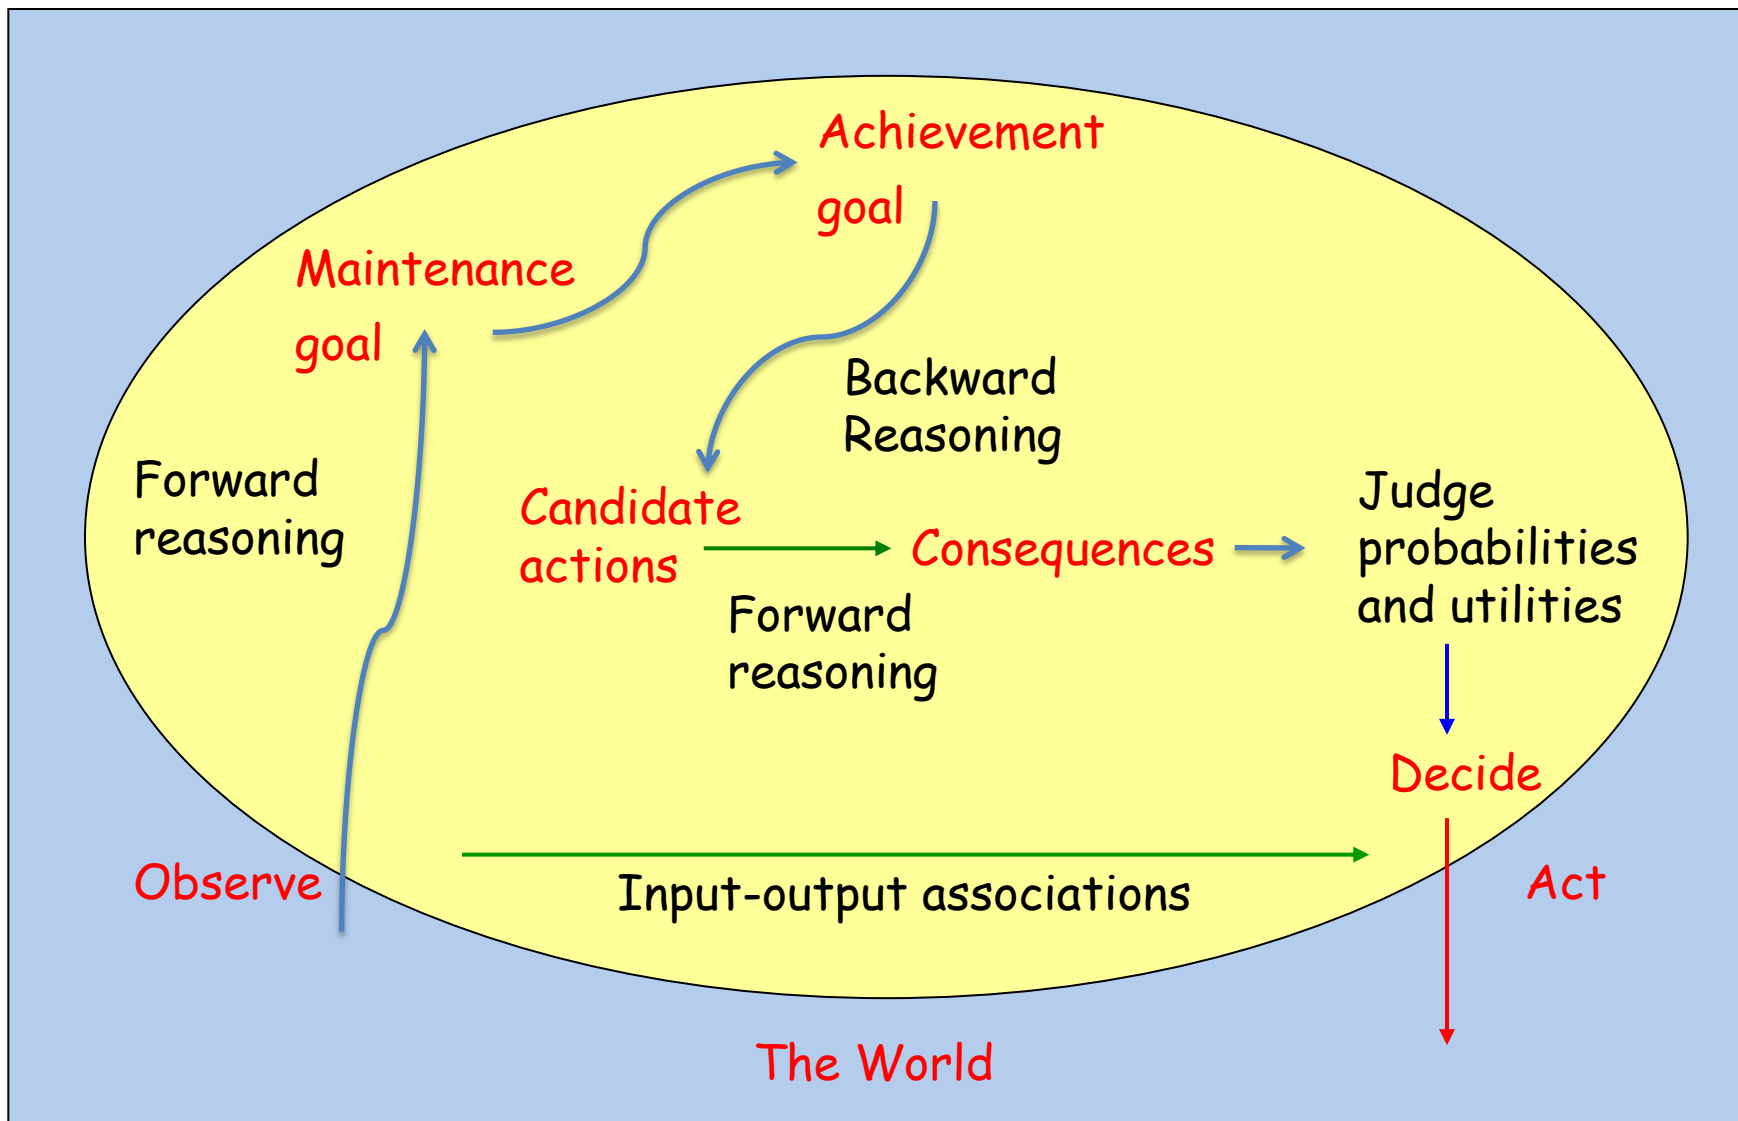 Achievement
goal
Maintenance
goal
Backward
Reasoning
Forward
reasoning
Candidate
actions
Consequences
Judge
probabilities
and utilities
Forward
reasoning
Decide
Observe
Input-output associations
Act
The World